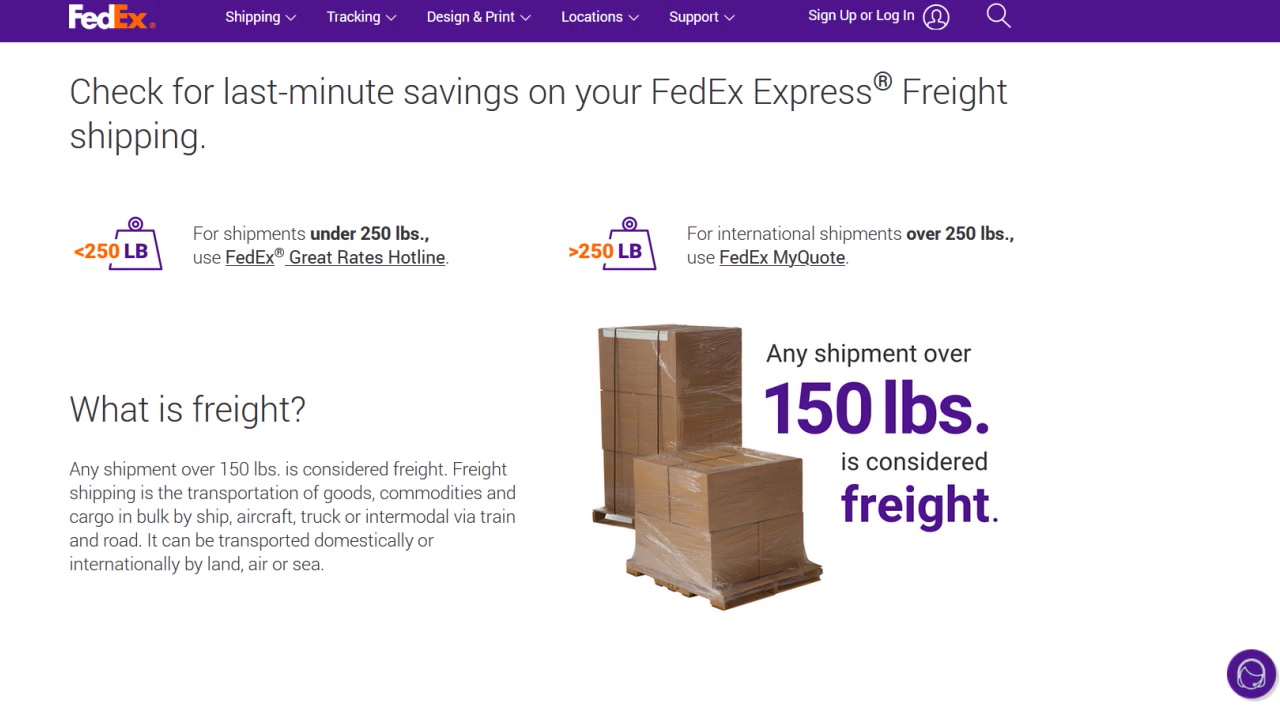 FedEx®
Shipping
Tracking
Design & Print
Locations
Support
Sign Up or Log In
Check for last-minute savings on your FedEx Express® Freight
shipping.
<250 LB
For shipments under 250 lbs.,
use FedEx® Great Rates Hotline.
>250 LB
For international shipments over 250 lbs.,
use FedEx MyQuote.
What is freight?
Any shipment over 150 lbs. is considered freight. Freight
shipping is the transportation of goods, commodities and
cargo in bulk by ship, aircraft, truck or intermodal via train
and road. It can be transported domestically or
internationally by land, air or sea.
Any shipment over
150 lbs.
is considered
freight.